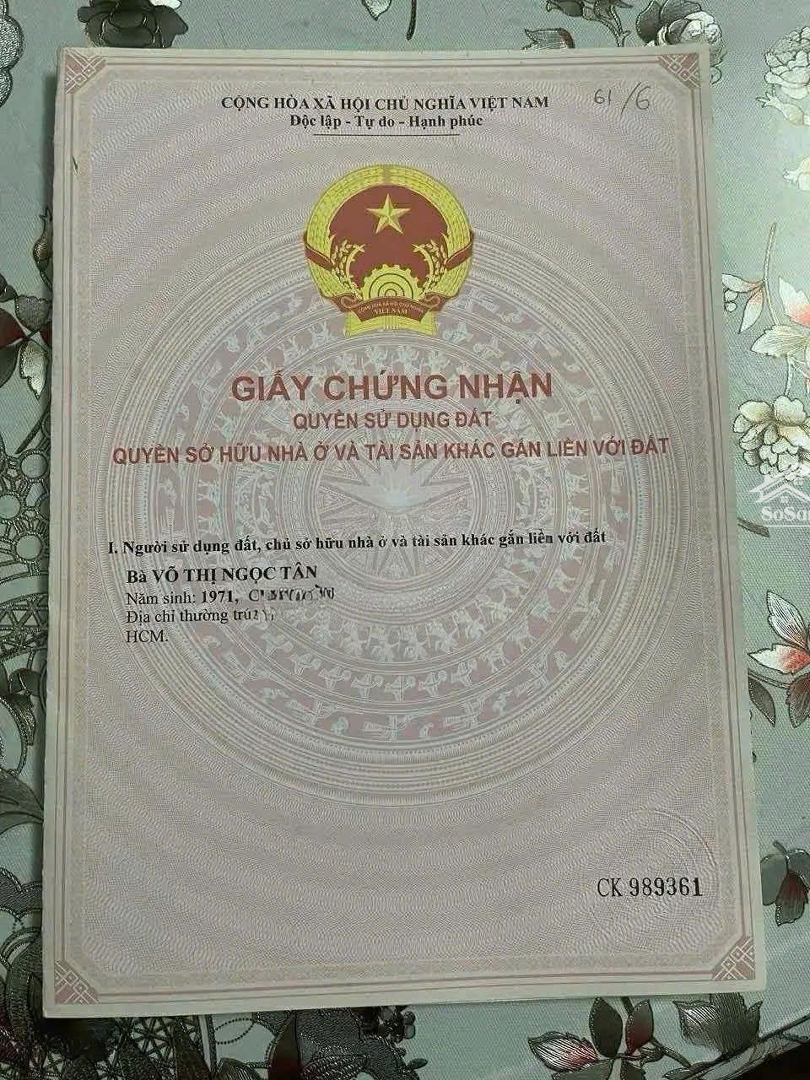 CỘNG HÒA XÃ HỘI CHỦ NGHĨA VIỆT NAM
61/6
Độc lập - Tự do - Hạnh phúc
VIỆT NAM
GIẤY CHỨNG NHẬN
QUYỀN SỬ DỤNG ĐẤT
QUYỀN SỞ HỮU NHÀ Ở VÀ TÀI SẢN KHÁC GẮN LIỀN VỚI ĐẤT
I. Người sử dụng đất, chủ sở hữu nhà ở và tài sản khác gắn liền với đất
Bà VÕ THỊ NGỌC TÂN
Năm sinh: 1971,
Địa chỉ thường trú
HCM.
CK 989361